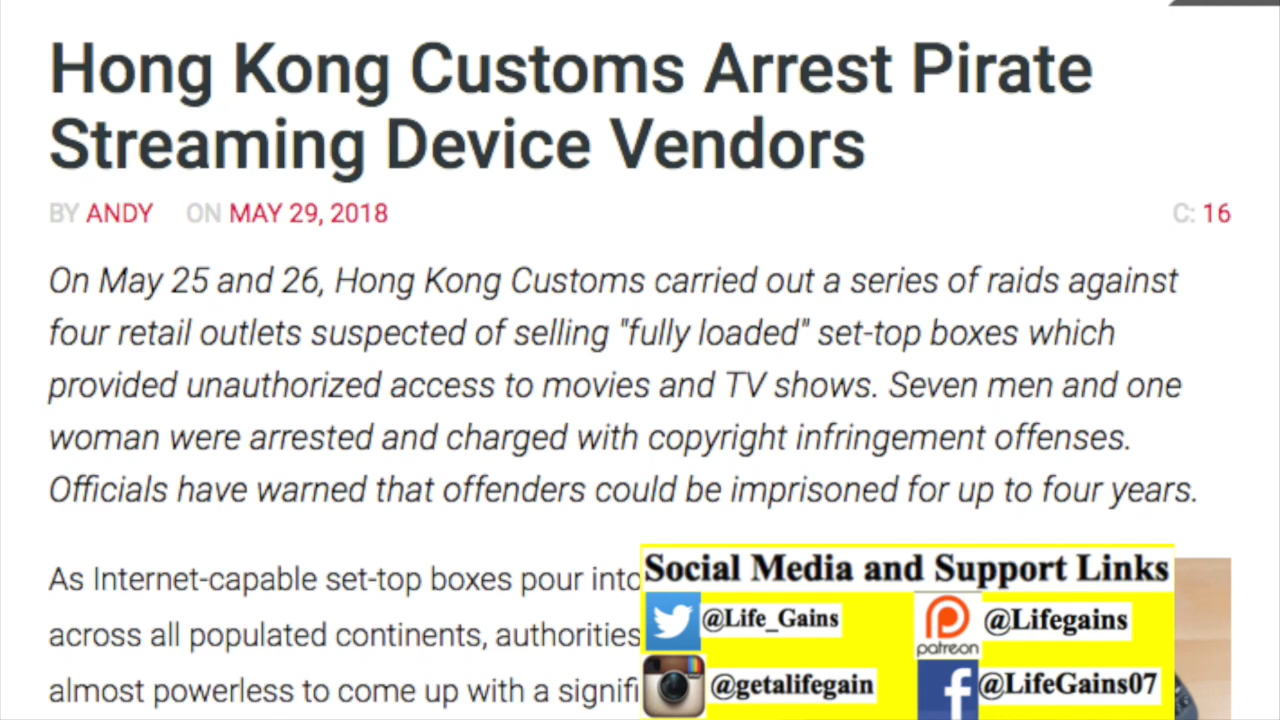 Hong Kong Customs Arrest Pirate
Streaming Device Vendors
BY ANDY ON MAY 29, 2018 C: 16
On May 25 and 26, Hong Kong Customs carried out a series of raids against
four retail outlets suspected of selling "fully loaded" set-top boxes which
provided unauthorized access to movies and TV shows. Seven men and one
woman were arrested and charged with copyright infringement offenses.
Officials have warned that offenders could be imprisoned for up to four years.
As Internet-capable set-top boxes pour into
across all populated continents, authorities
almost powerless to come up with a signifi
Social Media and Support Links
@Life_Gains @Lifegains
patreon
@getalifegain @LifeGains07